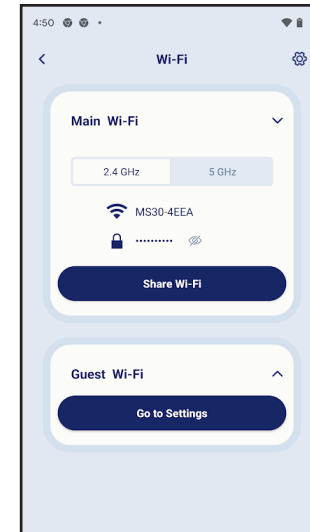 4:50
Wi-Fi
Main Wi-Fi
2.4 GHz 5 GHz
MS30-4EEA
••••••••••
Share Wi-Fi
Guest Wi-Fi
Go to Settings